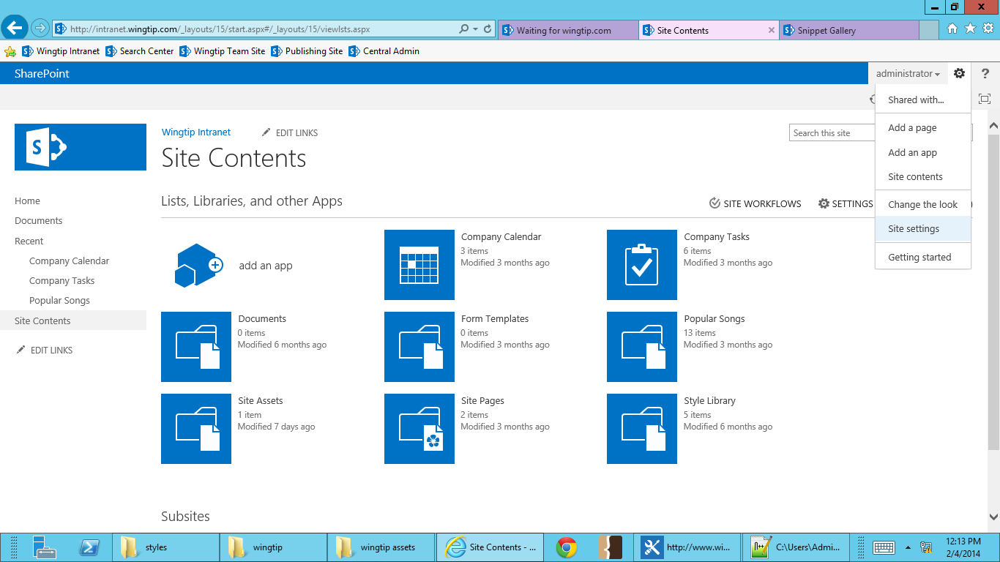 http://intranet.wingtip.com/_layouts/15/start.aspx#/_layouts/15/viewlsts.aspx
Waiting for wingtip.com
Site Contents
Snippet Gallery
Wingtip Intranet
Search Center
Wingtip Team Site
Publishing Site
Central Admin
SharePoint
administrator
?
Shared with...
Add a page
Add an app
Site contents
Change the look
Site settings
Getting started
S
Wingtip Intranet
EDIT LINKS
Search this site
Site Contents
Home
Documents
Recent
Company Calendar
Company Tasks
Popular Songs
Site Contents
EDIT LINKS
Lists, Libraries, and other Apps
SITE WORKFLOWS
SETTINGS
add an app
Company Calendar
3 items
Modified 3 months ago
Company Tasks
6 items
Modified 3 months ago
Documents
0 items
Modified 6 months ago
Form Templates
0 items
Modified 3 months ago
Popular Songs
13 items
Modified 3 months ago
Site Assets
1 item
Modified 7 days ago
Site Pages
2 items
Modified 3 months ago
Style Library
5 items
Modified 6 months ago
Subsites
styles
wingtip
wingtip assets
Site Contents - ...
http://www.wi...
C:\Users\Admi...
12:13 PM
2/4/2014